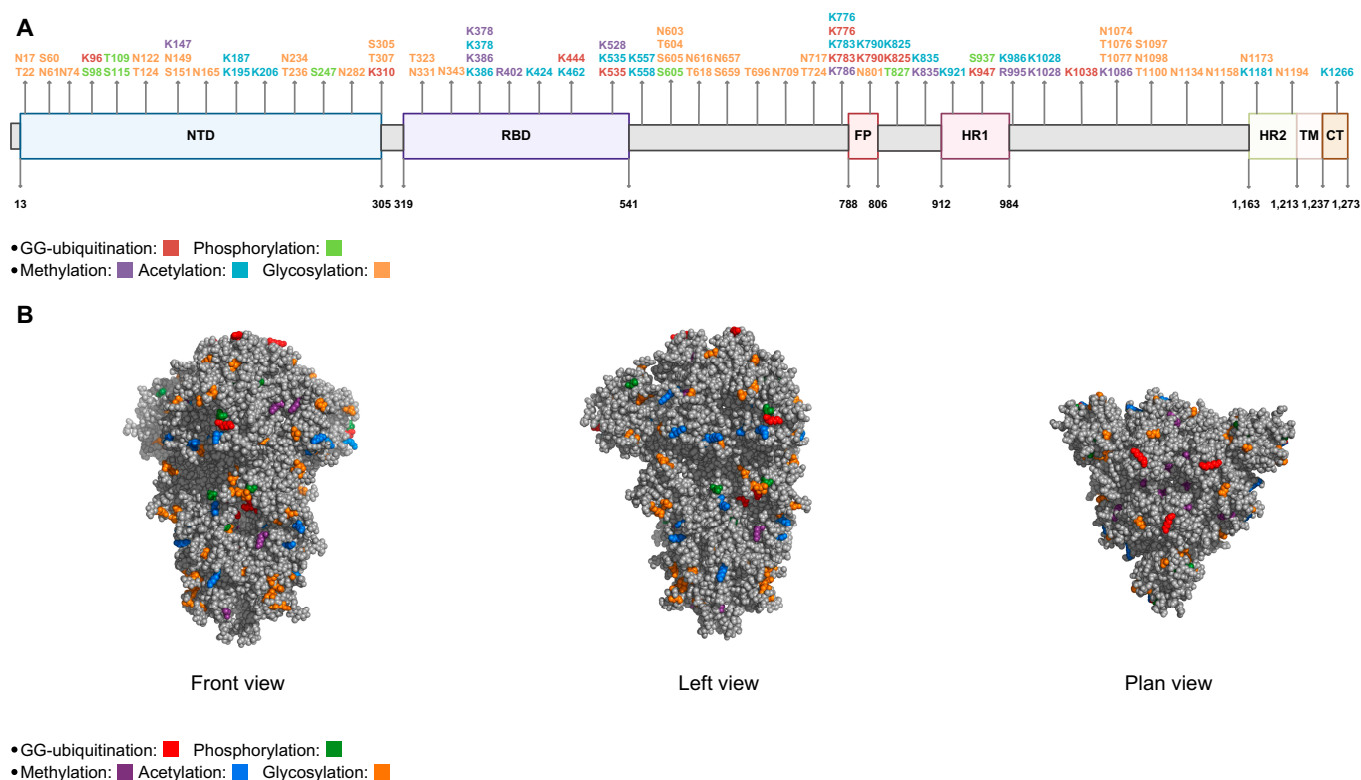 A
K776
N1074
K147
S305
K378
N603
K776
T1076 S1097
N17 S60 K96 T109 N122 N149 K187 N234 T307 T323 K378 K444 K528 T604 N616 N657 N717 K783 K790 K825 K835 S937 K986 K1028 T1077 N1098 N1173
K386 K535 K557 S605 K783 K790 K825
T22 N61 N74 S98 S115 T124 S151 N165 K195 K206 T236 S247 N282 K310 N331 N343 K386 R402 K424 K462 K535 K558 S605 T618 S659 T696 N709 T724 K786 N801 T827 K835 K921 K947 R995 K1028 K1038 K1086 T1100 N1134 N1158 K1181 N1194 K1266
NTD RBD FP HR1 HR2 TM CT
13 305 319 541 788 806 912 984 1,163 1,213 1,237 1,273
•GG-ubiquitination: Phosphorylation:
•Methylation: Acetylation: Glycosylation:
B
Front view Left view Plan view
•GG-ubiquitination: Phosphorylation:
•Methylation: Acetylation: Glycosylation: